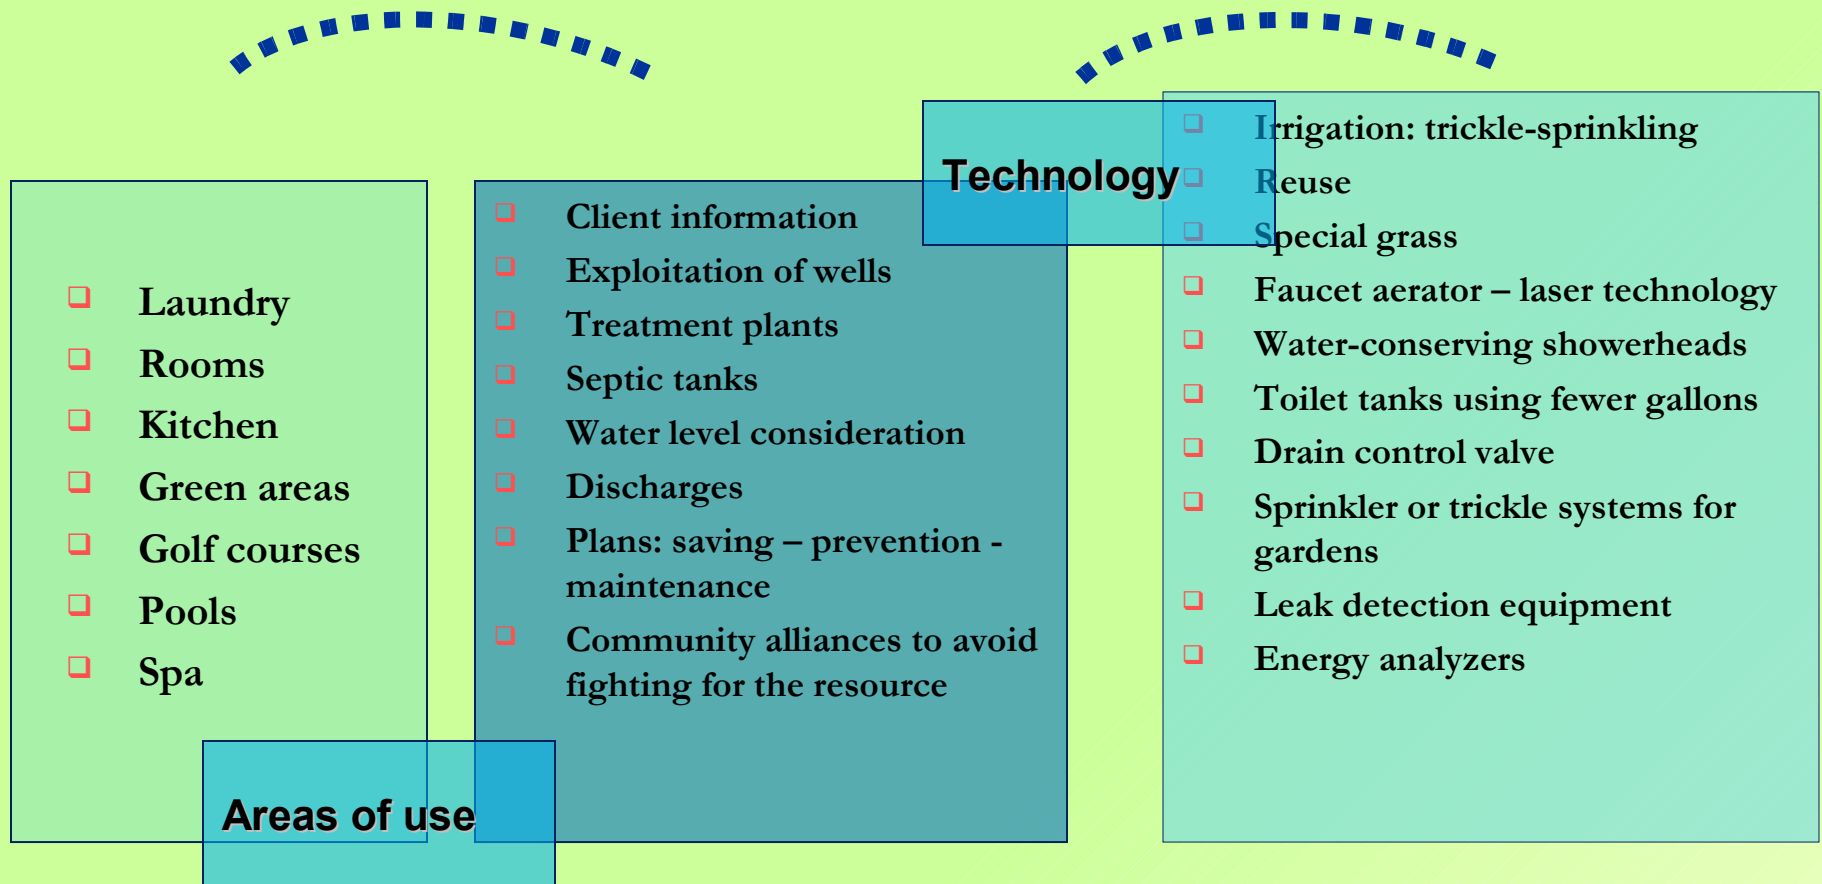 Laundry
Rooms
Kitchen
Green areas
Golf courses
Pools
Spa
Areas of use
Client information
Exploitation of wells
Treatment plants
Septic tanks
Water level consideration
Discharges
Plans: saving – prevention -
maintenance
Community alliances to avoid
fighting for the resource
Technology
Irrigation: trickle-sprinkling
Reuse
Special grass
Faucet aerator – laser technology
Water-conserving showerheads
Toilet tanks using fewer gallons
Drain control valve
Sprinkler or trickle systems for
gardens
Leak detection equipment
Energy analyzers